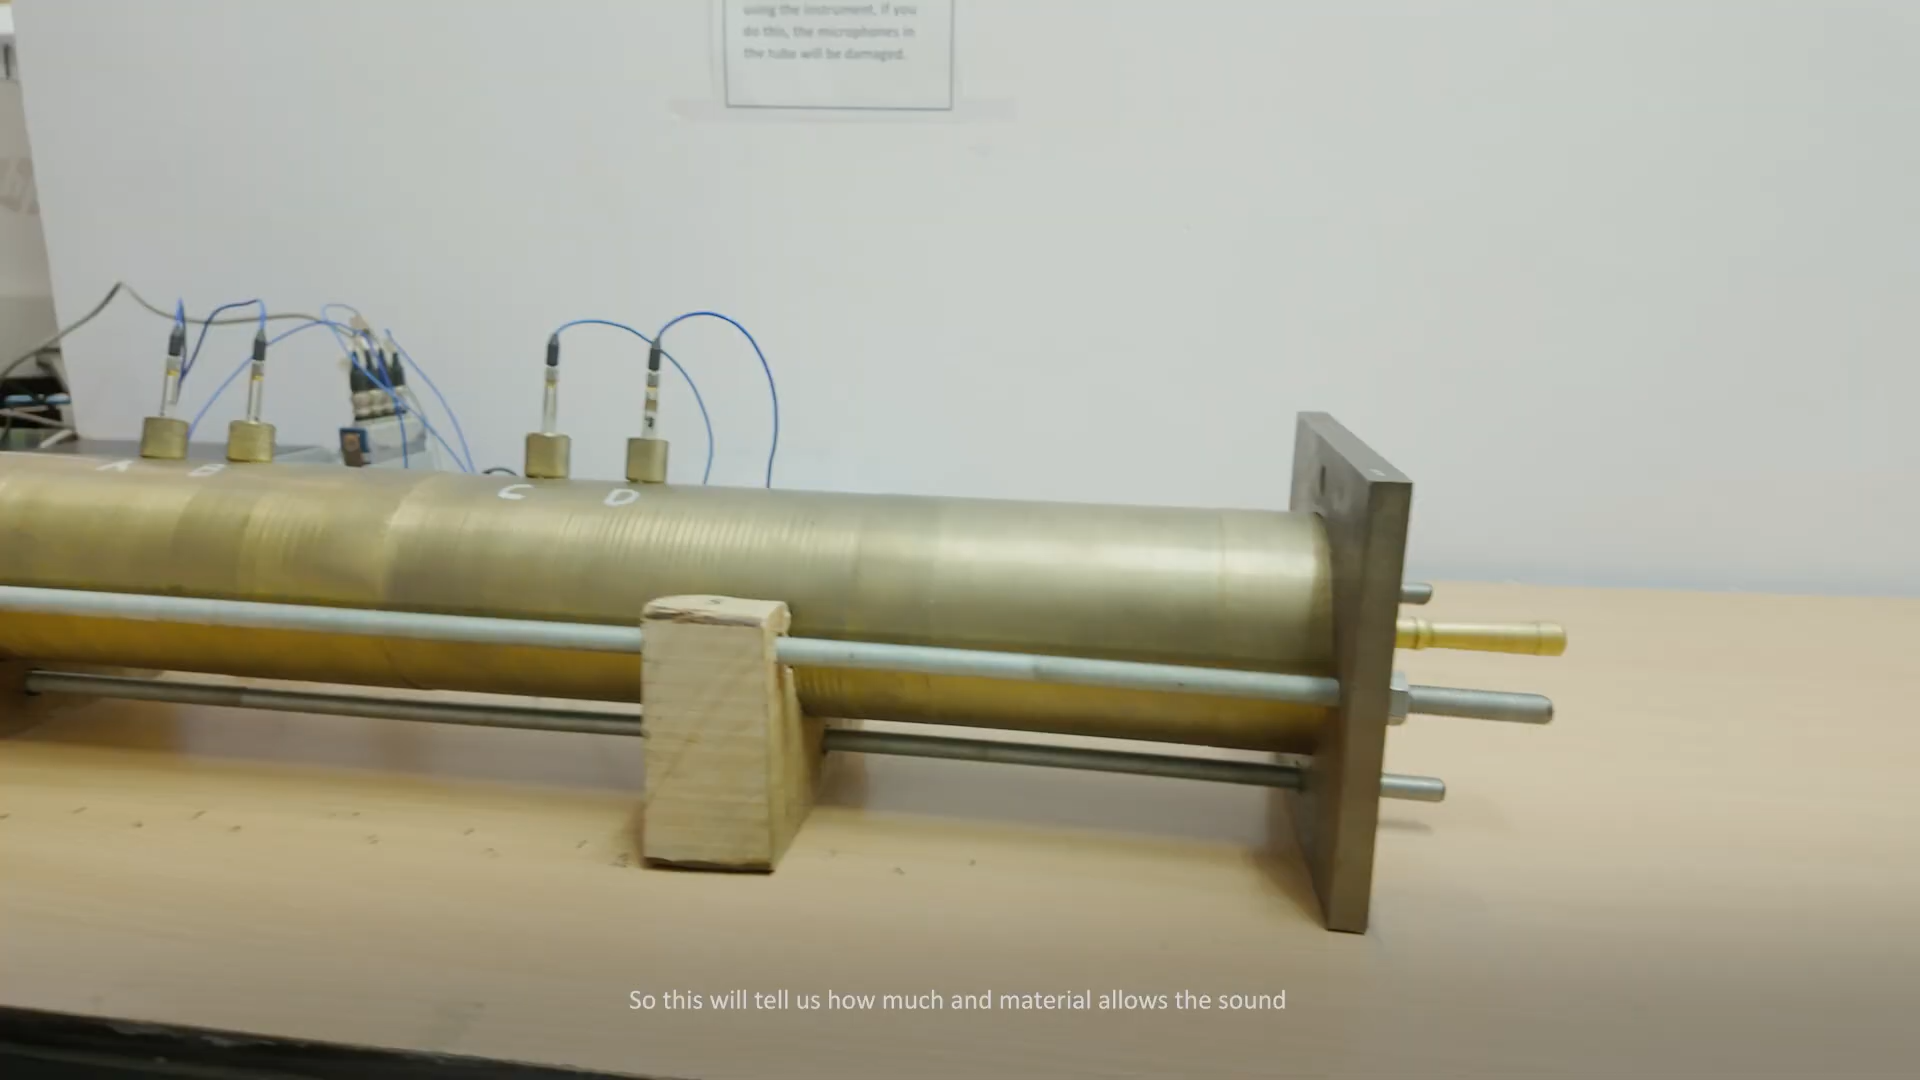 using the instrument. If you
do this, the microphones in
the tube will be damaged.
A B C D
So this will tell us how much and material allows the sound